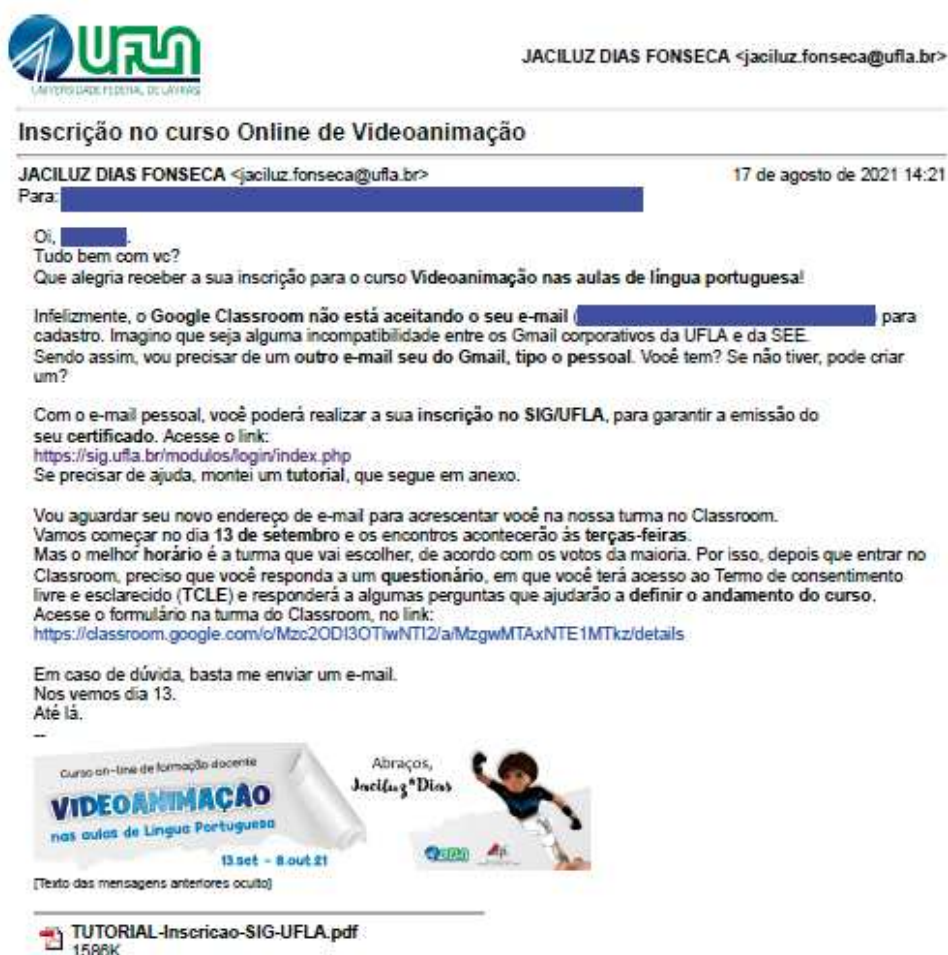 UFLA
UNIVERSIDADE FEDERAL DE LAVRAS
JACILUZ DIAS FONSECA <jaciluz.fonseca@ufla.br>
Inscrição no curso Online de Videoanimação
JACILUZ DIAS FONSECA <jaciluz.fonseca@ufla.br> 17 de agosto de 2021 14:21
Para:
Oi, .
Tudo bem com vc?
Que alegria receber a sua inscrição para o curso Videoanimação nas aulas de língua portuguesa!
Infelizmente, o Google Classroom não está aceitando o seu e-mail ( ) para
cadastro. Imagino que seja alguma incompatibilidade entre os Gmail corporativos da UFLA e da SEE.
Sendo assim, vou precisar de um outro e-mail seu do Gmail, tipo o pessoal. Você tem? Se não tiver, pode criar
um?
Com o e-mail pessoal, você poderá realizar a sua inscrição no SIG/UFLA, para garantir a emissão do
seu certificado. Acesse o link:
https://sig.ufla.br/modulos/login/index.php
Se precisar de ajuda, montei um tutorial, que segue em anexo.
Vou aguardar seu novo endereço de e-mail para acrescentar você na nossa turma no Classroom.
Vamos começar no dia 13 de setembro e os encontros acontecerão às terças-feiras.
Mas o melhor horário é a turma que vai escolher, de acordo com os votos da maioria. Por isso, depois que entrar no
Classroom, preciso que você responda a um questionário, em que você terá acesso ao Termo de consentimento
livre e esclarecido (TCLE) e responderá a algumas perguntas que ajudarão a definir o andamento do curso.
Acesse o formulário na turma do Classroom, no link:
https://classroom.google.com/c/Mzc2ODI3OTIwNTI2/a/MzgwMTAxNTE1MTkz/details
Em caso de dúvida, basta me enviar um e-mail.
Nos vemos dia 13.
Até lá.
--
Curso on-line de formação docente
VIDEOANIMAÇÃO
nas aulas de Língua Portuguesa
13.set - 8.out 21
Abraços,
Jaciluz*Dias
UFLA
[Texto das mensagens anteriores oculto]
TUTORIAL-Inscricao-SIG-UFLA.pdf
1586K